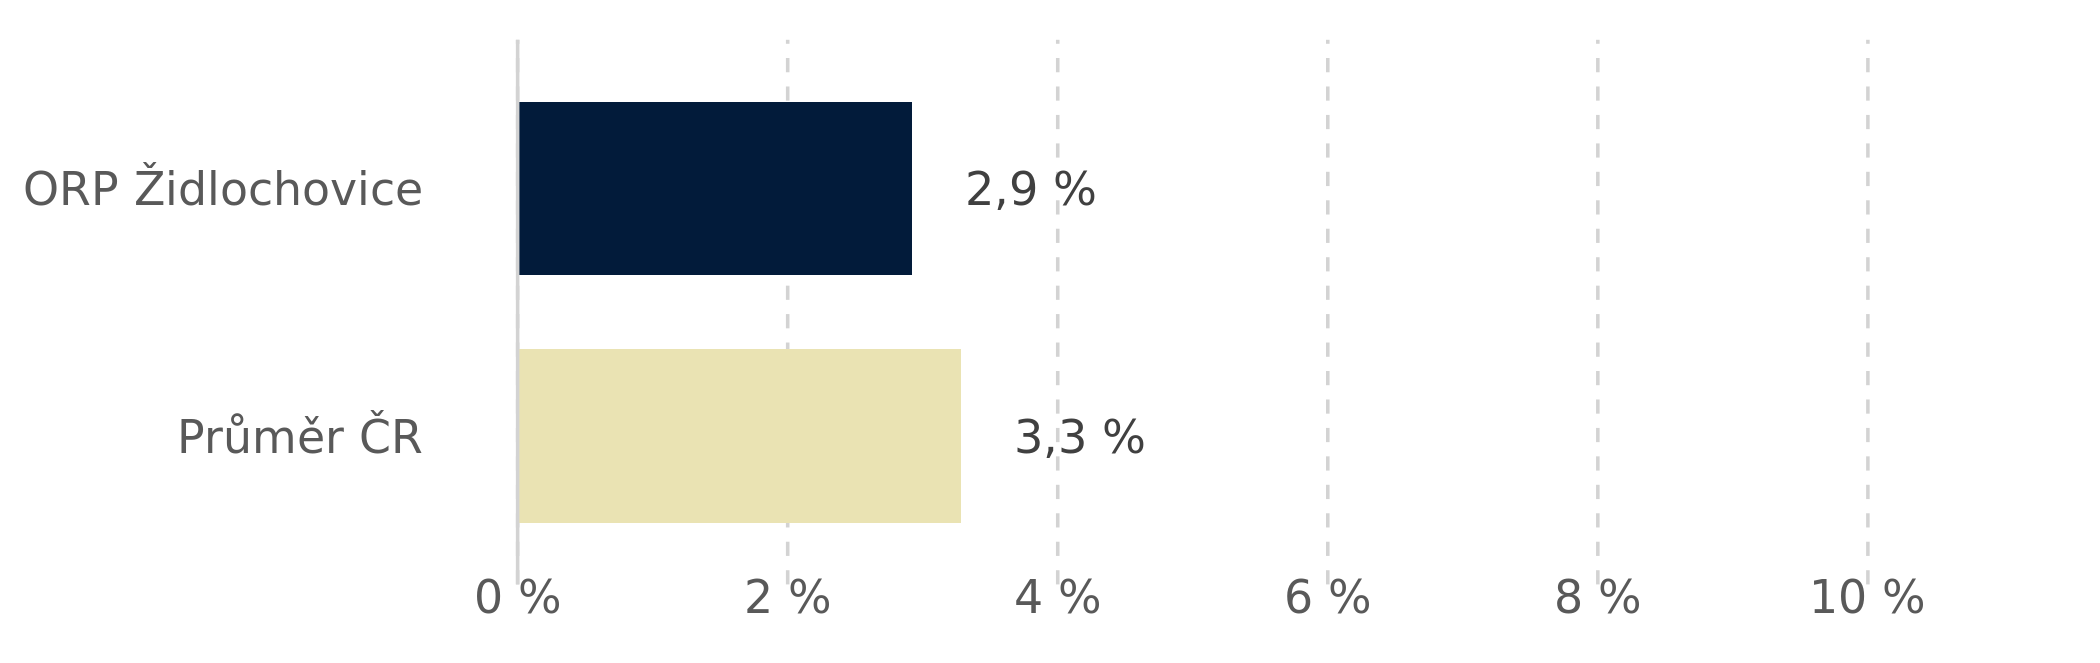 ORP Židlochovice
2,9 %
Průměr ČR
3,3 %
0 % 2 % 4 % 6 % 8 % 10 %